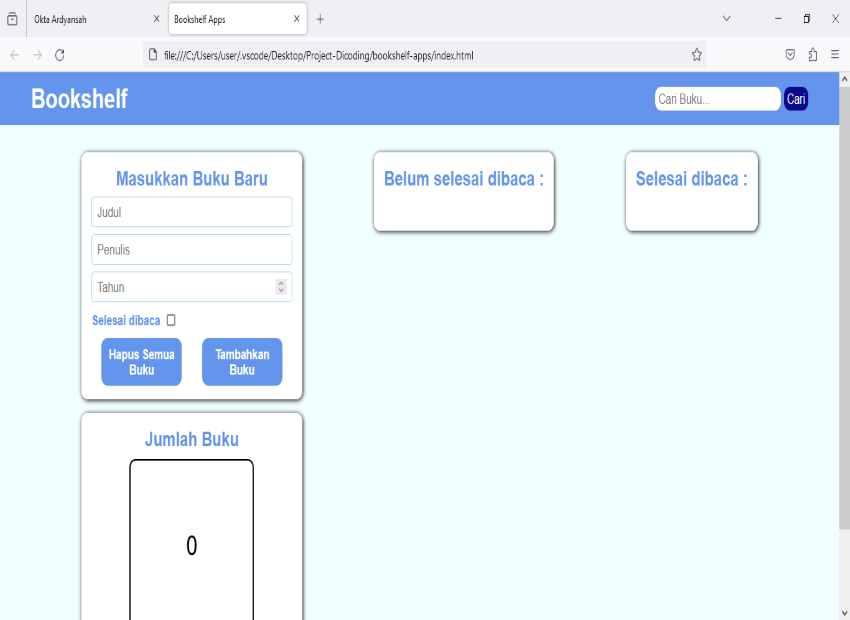 Okta Ardyansah
Bookshelf Apps
file:///C:/Users/user/.vscode/Desktop/Project-Dicoding/bookshelf-apps/index.html
Bookshelf
Cari Buku...
Cari
Masukkan Buku Baru
Judul
Penulis
Tahun
Selesai dibaca
Hapus Semua
Buku
Tambahkan
Buku
Belum selesai dibaca :
Selesai dibaca :
Jumlah Buku
0